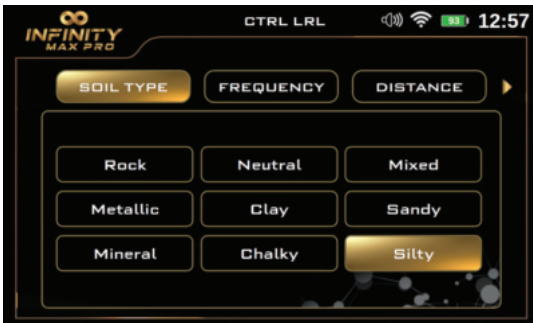 INFINITY
MAX PRO
CTRL LRL
93
12:57
SOIL TYPE
FREQUENCY
DISTANCE
Rock
Neutral
Mixed
Metallic
Clay
Sandy
Mineral
Chalky
Silty